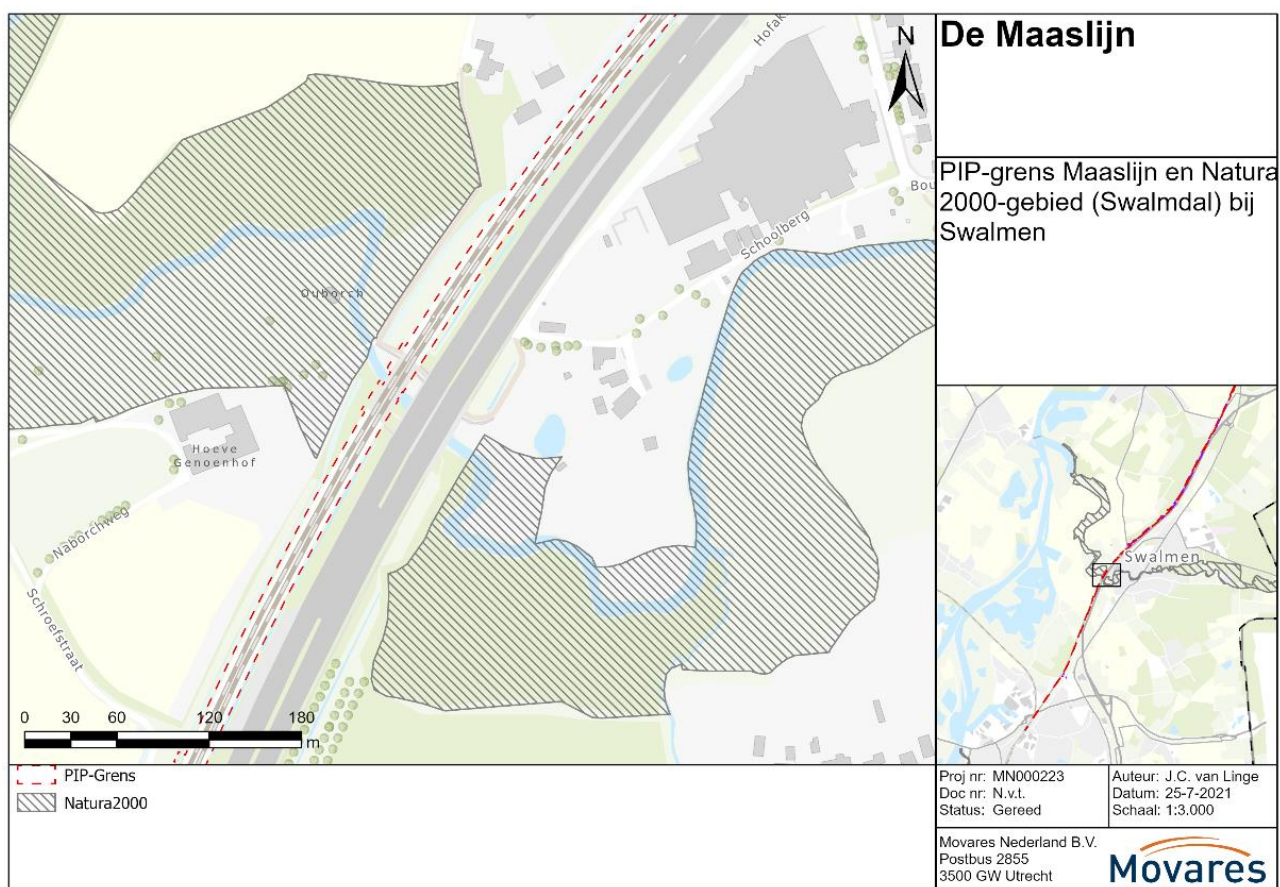 De Maaslijn
PIP-grens Maaslijn en Natura
2000-gebied (Swalmdal) bij
Swalmen
N
Hofak
Bou
Schoolberg
Ouborch
Hoeve
Genoenhof
Naborchweg
Schroefstraat
0 30 60 120 180
m
Swalmen
PIP-Grens
Natura2000
Proj nr: MN000223
Doc nr: N.v.t.
Status: Gereed
Auteur: J.C. van Linge
Datum: 25-7-2021
Schaal: 1:3.000
Movares Nederland B.V.
Postbus 2855
3500 GW Utrecht
Movares